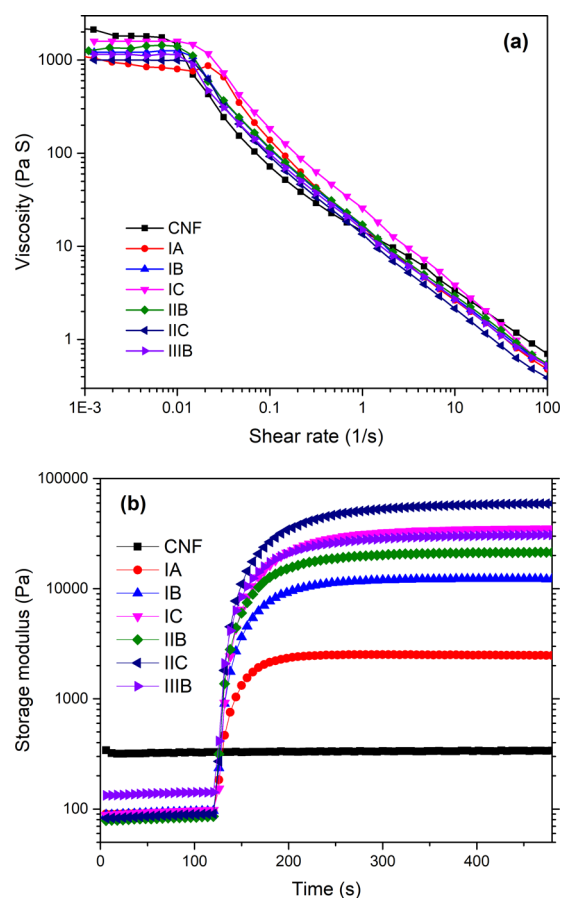 (a)
1000
100
10
1
Viscosity (Pa S)
CNF
IA
IB
IC
IIB
IIC
IIIB
1E-3 0.01 0.1 1 10 100
Shear rate (1/s)
(b)
100000
10000
1000
100
Storage modulus (Pa)
CNF
IA
IB
IC
IIB
IIC
IIIB
0 100 200 300 400
Time (s)